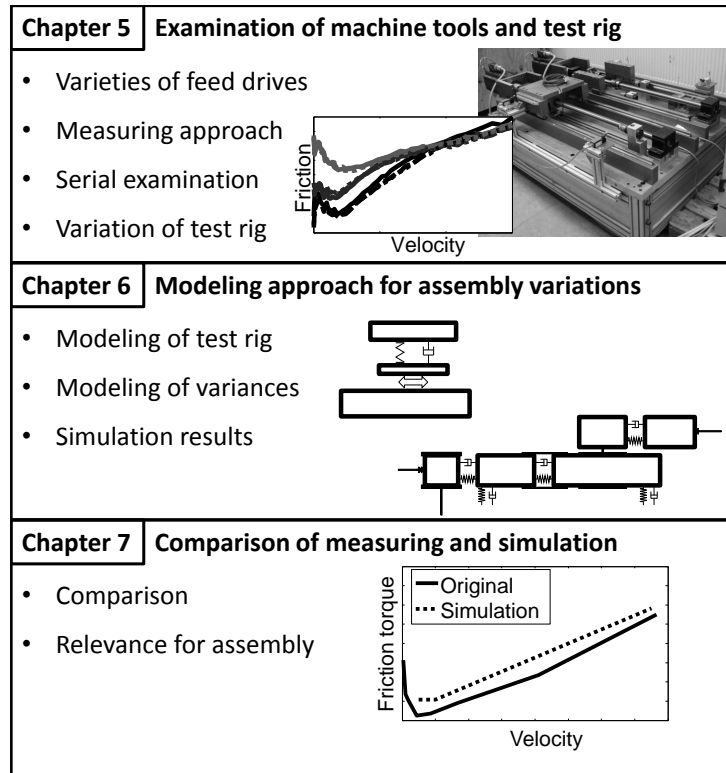 Chapter 5 Examination of machine tools and test rig
• Varieties of feed drives
• Measuring approach
• Serial examination
• Variation of test rig
Friction
Velocity
Chapter 6 Modeling approach for assembly variations
• Modeling of test rig
• Modeling of variances
• Simulation results
Chapter 7 Comparison of measuring and simulation
• Comparison
• Relevance for assembly
Original
Simulation
Friction torque
Velocity